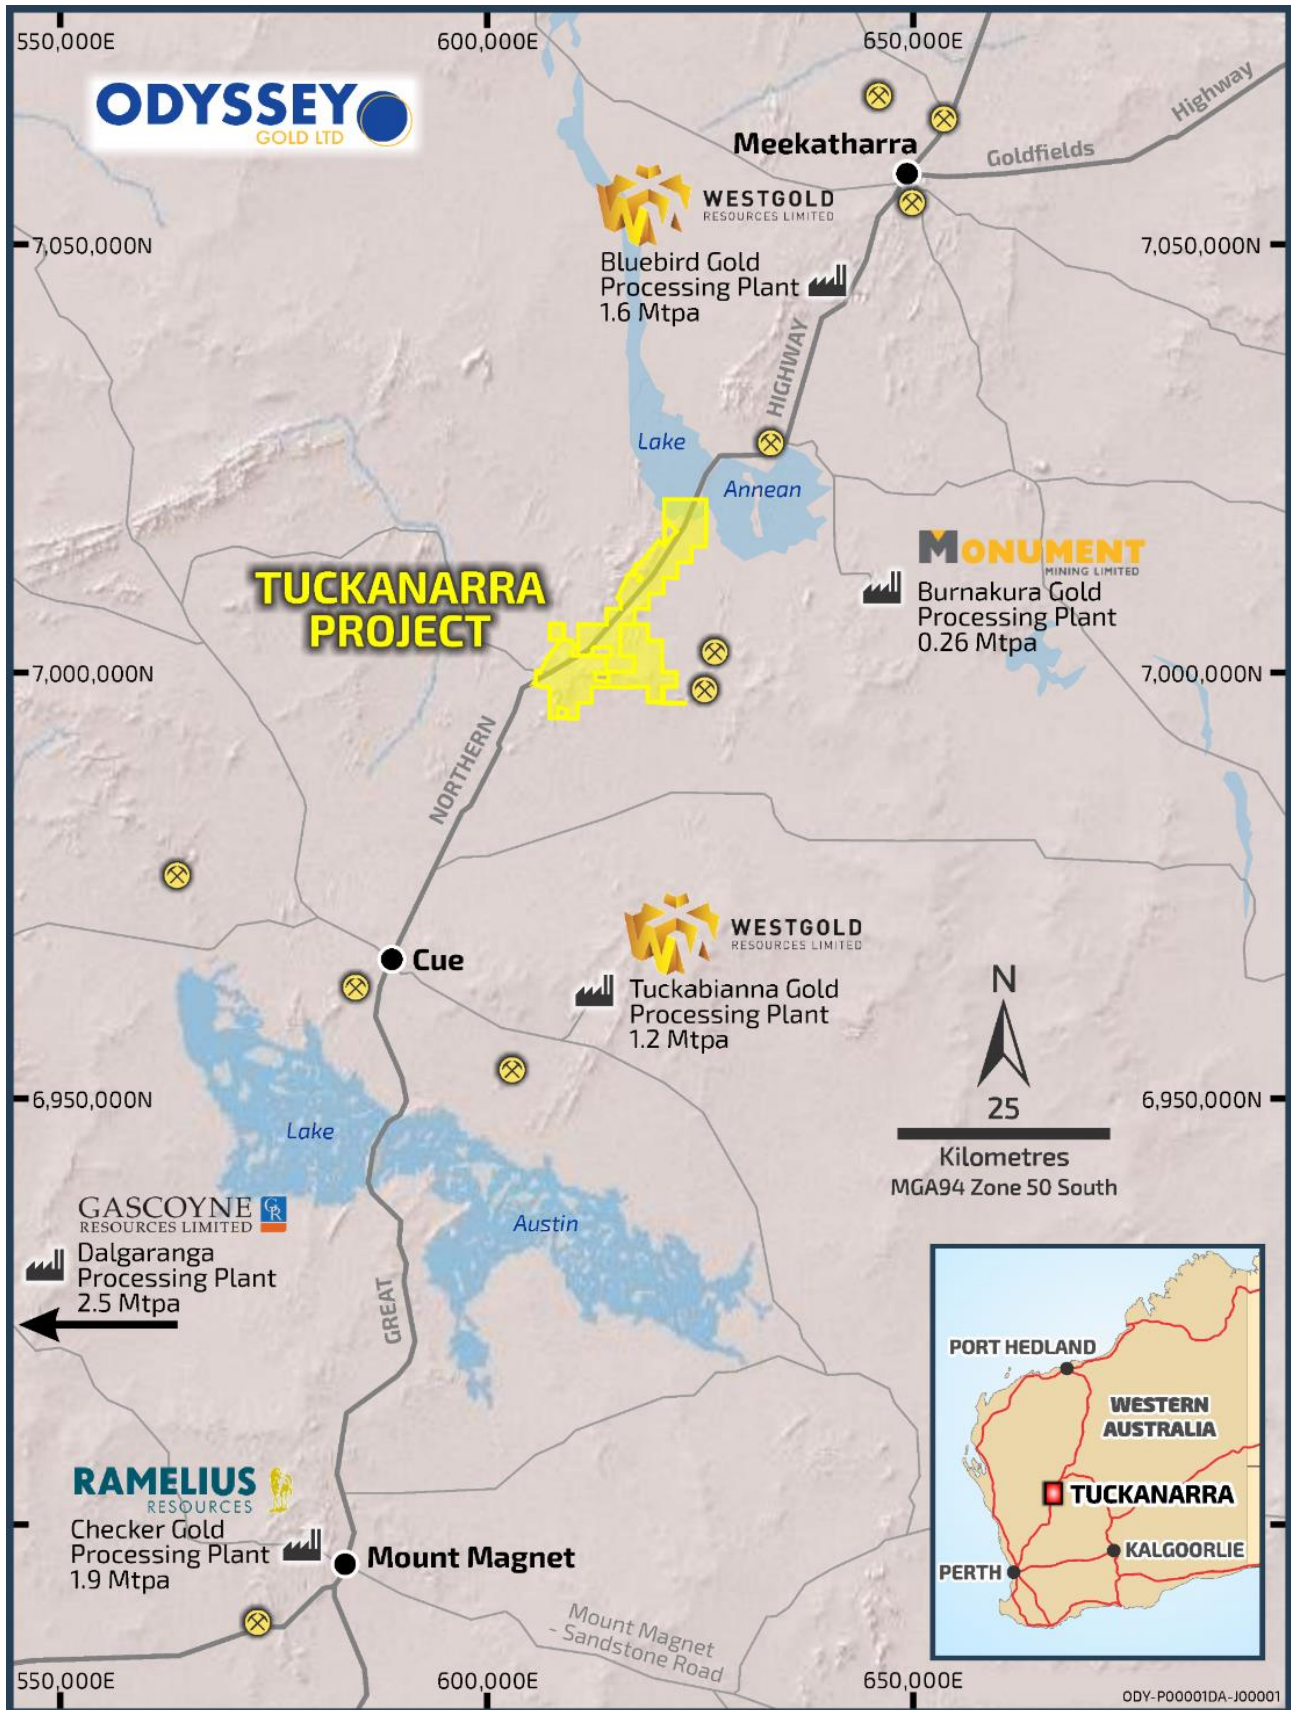 550,000E
600,000E
650,000E
ODYSSEY
GOLD LTD
Highway
Goldfields
Meekatharra
WESTGOLD
RESOURCES LIMITED
7,050,000N
7,050,000N
Bluebird Gold
Processing Plant
1.6 Mtpa
HIGHWAY
Lake
Annean
MONUMENT
MINING LIMITED
Burnakura Gold
Processing Plant
0.26 Mtpa
TUCKANARRA
PROJECT
7,000,000N
7,000,000N
NORTHERN
WESTGOLD
RESOURCES LIMITED
Cue
Tuckabianna Gold
Processing Plant
1.2 Mtpa
N
25
Kilometres
MGA94 Zone 50 South
6,950,000N
6,950,000N
Lake
Austin
GASCOYNE
RESOURCES LIMITED
GR
Dalgaranga
Processing Plant
2.5 Mtpa
GREAT
PORT HEDLAND
WESTERN
AUSTRALIA
TUCKANARRA
KALGOORLIE
PERTH
RAMELIUS
RESOURCES
Checker Gold
Processing Plant
1.9 Mtpa
Mount Magnet
Mount Magnet
- Sandstone Road
550,000E
600,000E
650,000E
ODY-P00001DA-J00001